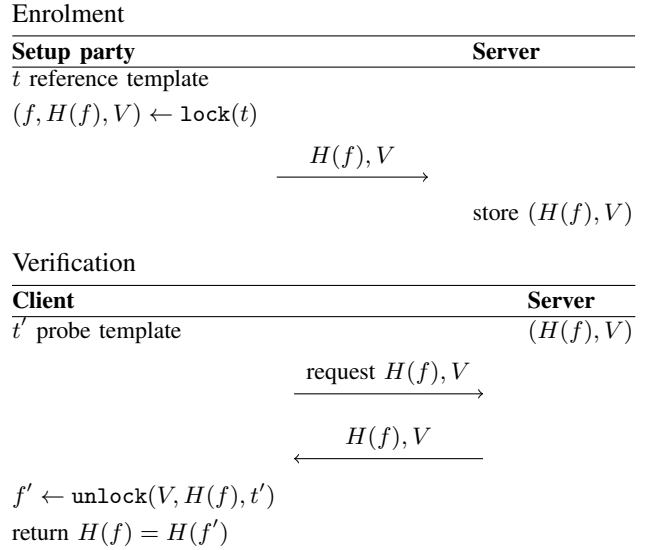 Enrolment
Setup party Server
t reference template
(f, H(f), V) ← lock(t)
H(f), V
store (H(f), V)
Verification
Client Server
t′ probe template (H(f), V)
request H(f), V
H(f), V
f′ ← unlock(V, H(f), t′)
return H(f) = H(f′)